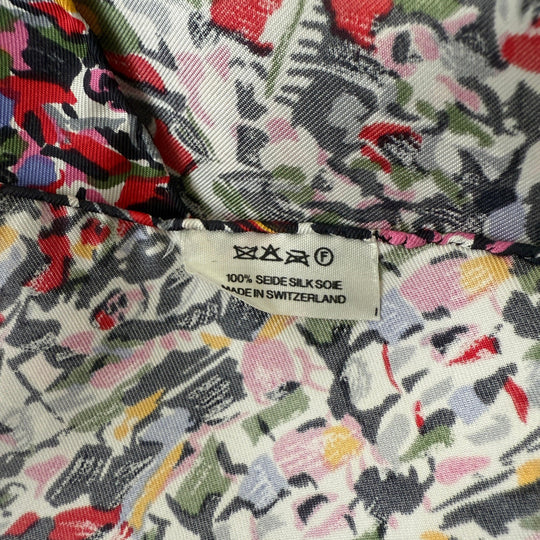 F
100% SEIDE SILK SOIE
MADE IN SWITZERLAND